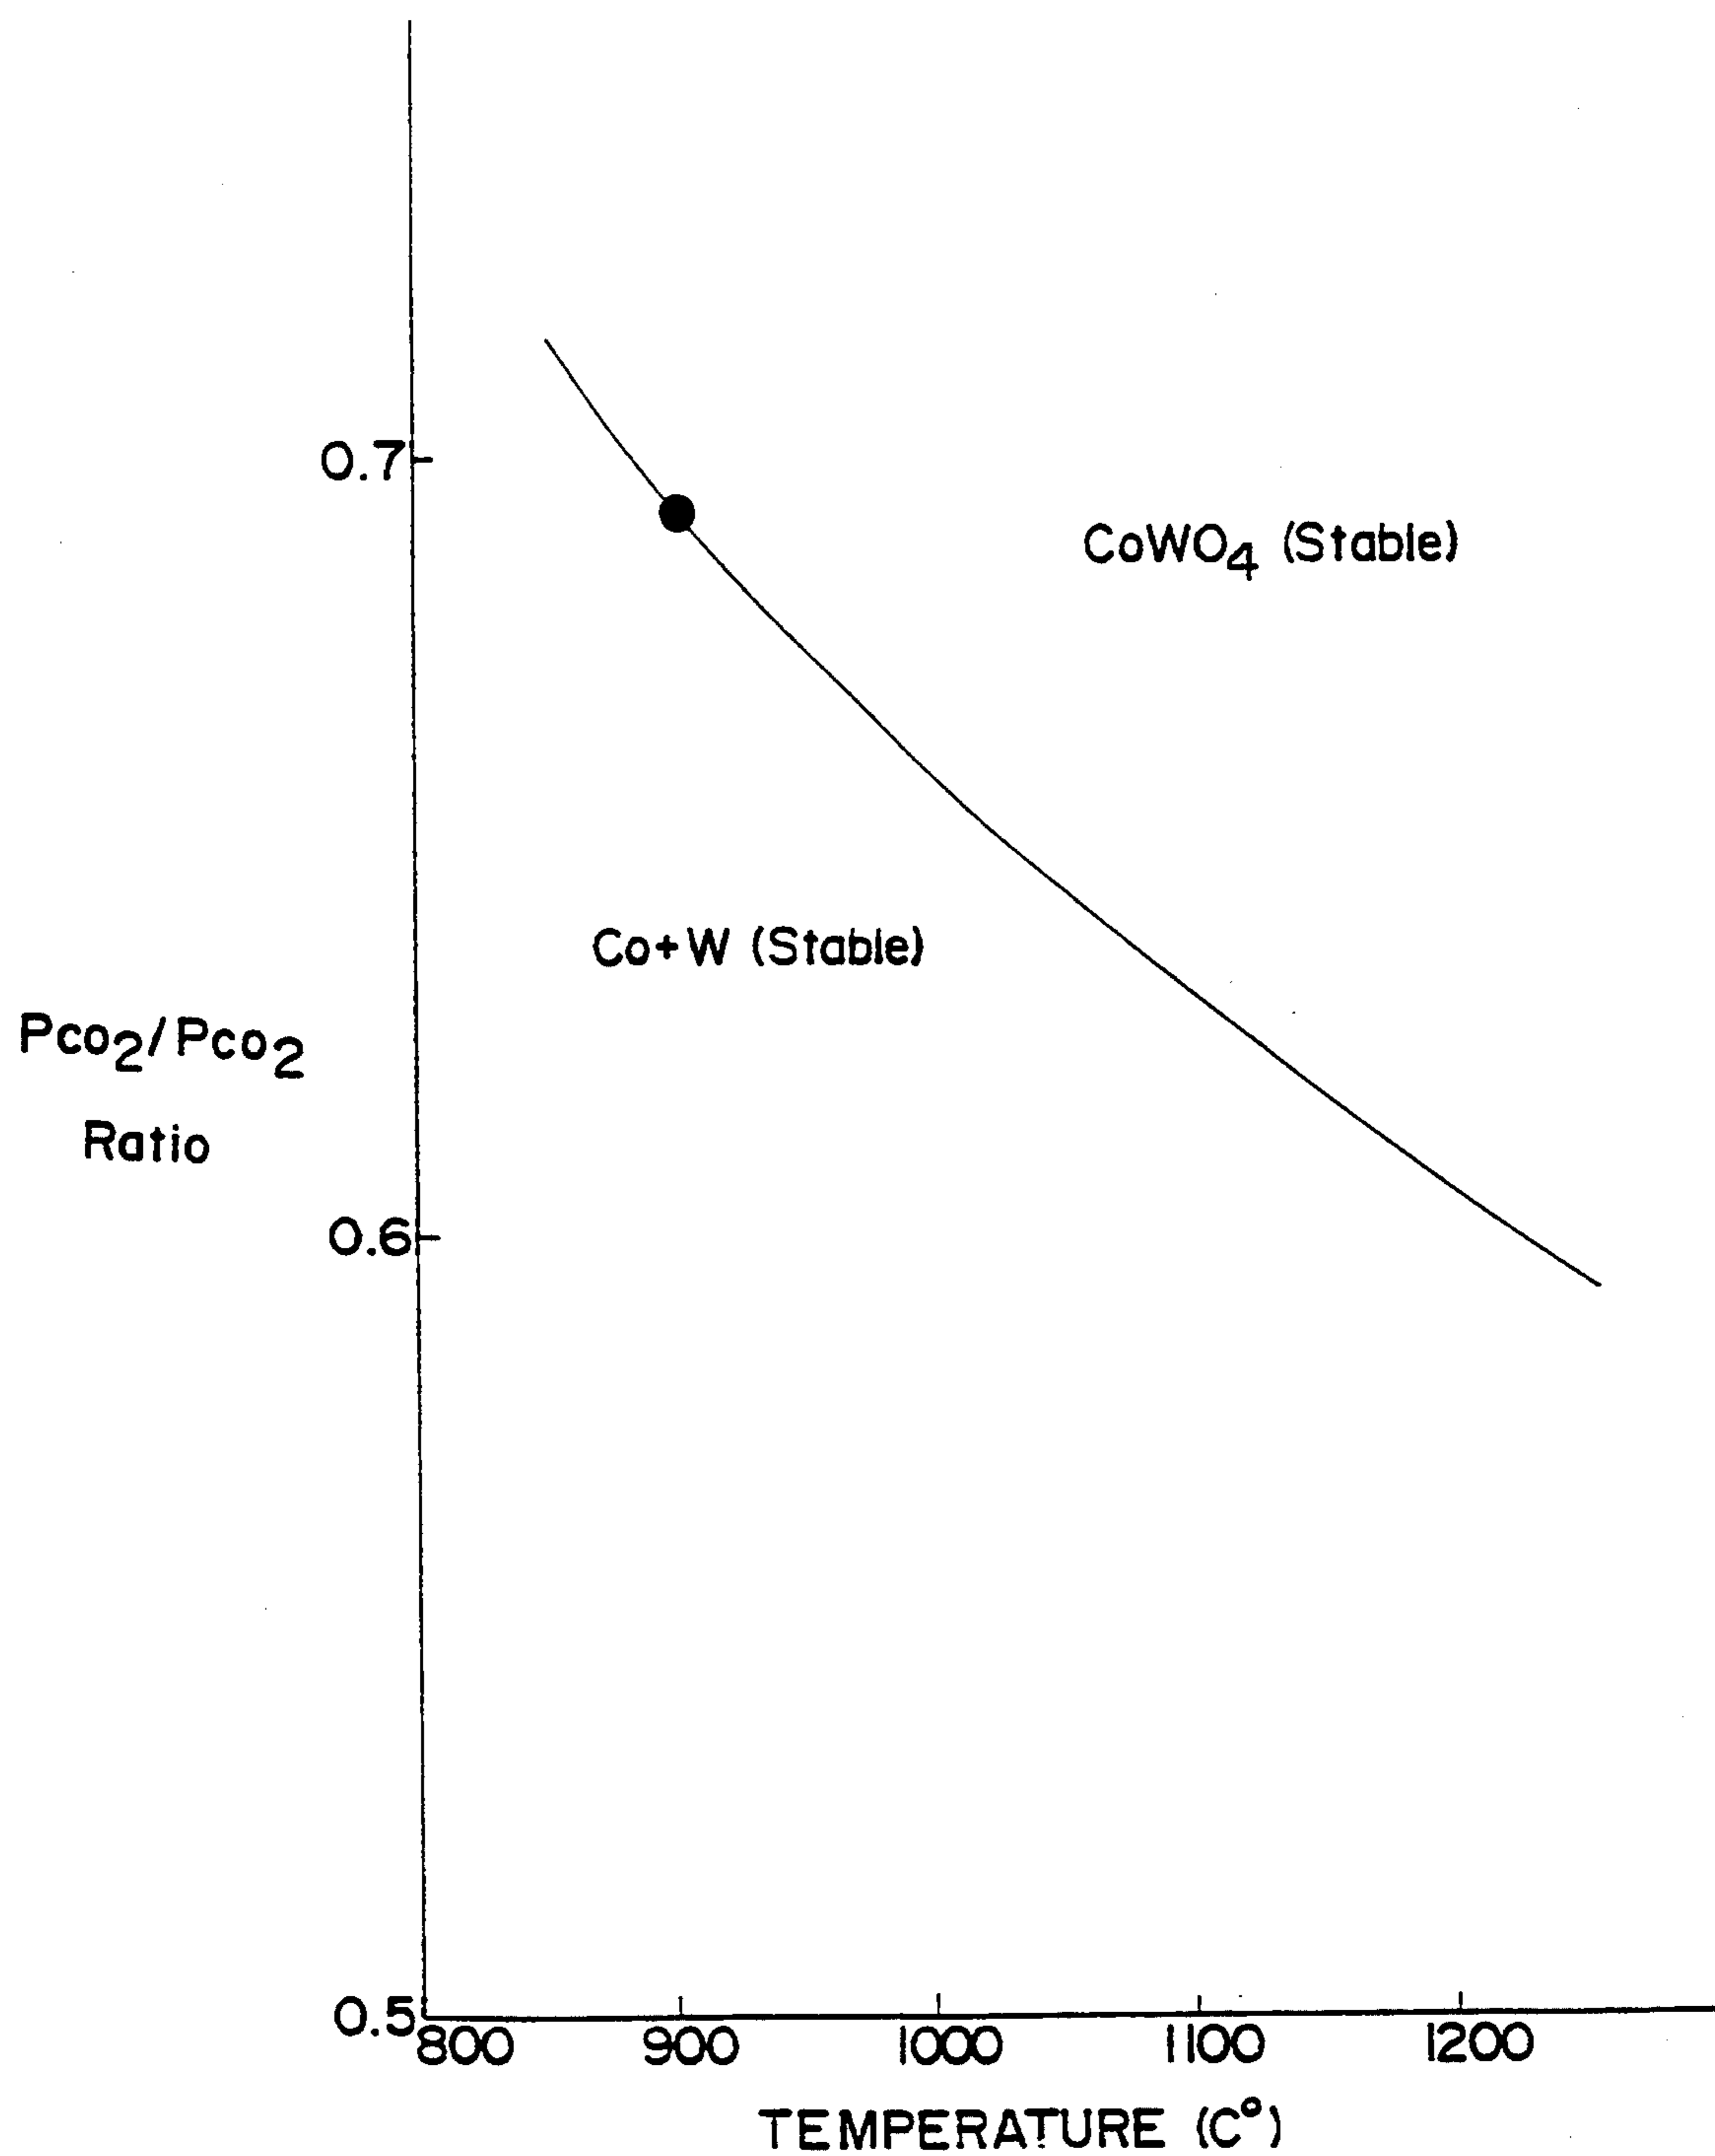 0.7
CoWO₄ (Stable)
Co+W (Stable)
Pco₂/Pco₂
Ratio
0.6
0.5
800 900 1000 1100 1200
TEMPERATURE (C°)